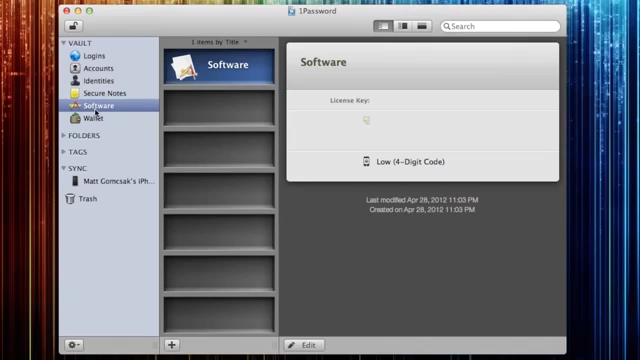 1Password
Search
VAULT
Logins
Accounts
Identities
Secure Notes
Software
Wallet
FOLDERS
TAGS
SYNC
Matt Gomcsak's iPh...
Trash
1 items by Title
Software
Software
License Key:
Low (4-Digit Code)
Last modified Apr 28, 2012 11:03 PM
Created on Apr 28, 2012 11:03 PM
Edit